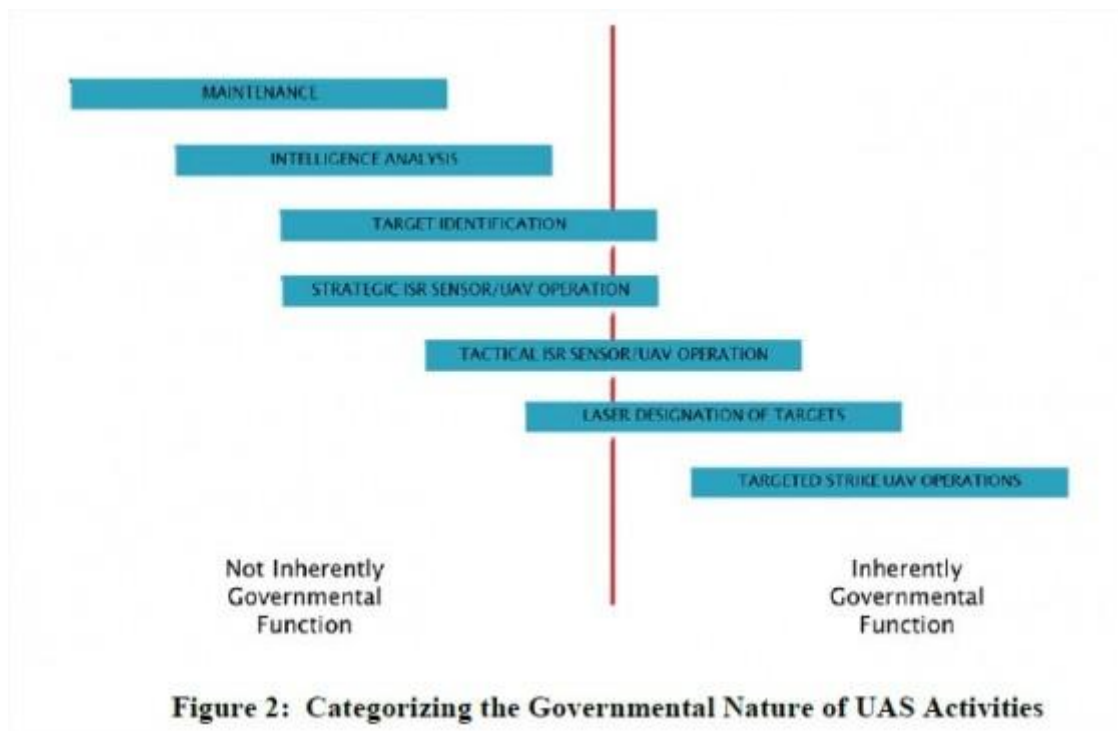 MAINTENANCE
INTELLIGENCE ANALYSIS
TARGET IDENTIFICATION
STRATEGIC ISR SENSOR/UAV OPERATION
TACTICAL ISR SENSOR/UAV OPERATION
LASER DESIGNATION OF TARGETS
TARGETED STRIKE UAV OPERATIONS
Not Inherently
Governmental
Function
Inherently
Governmental
Function
Figure 2: Categorizing the Governmental Nature of UAS Activities